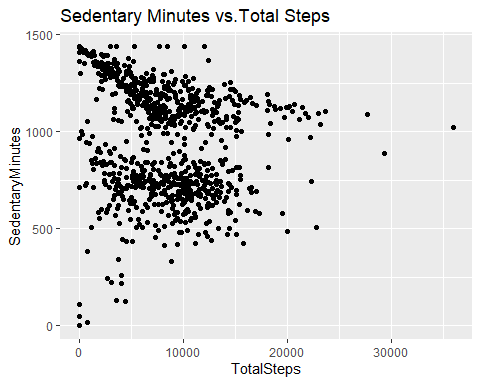 Sedentary Minutes vs.Total Steps
1500
1000
500
0
SedentaryMinutes
0 10000 20000 30000
TotalSteps